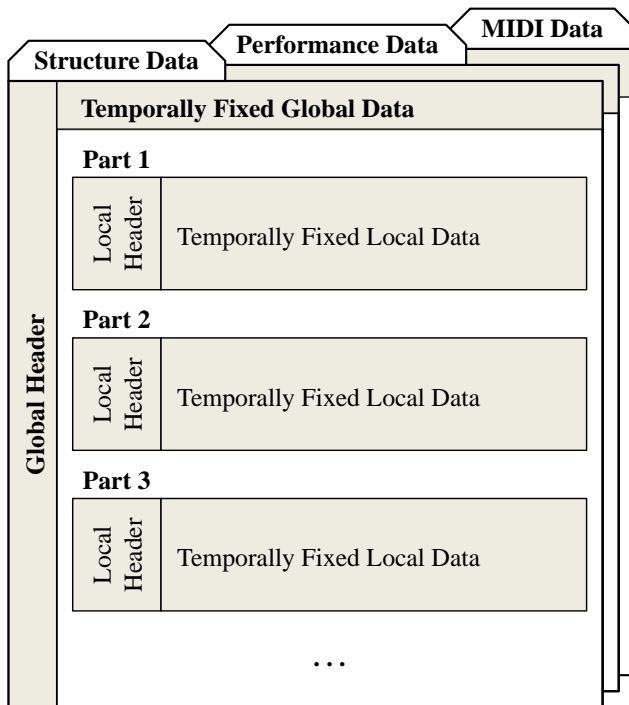 MIDI Data
Performance Data
Structure Data
Temporally Fixed Global Data
Global Header
Part 1
Local
Header
Temporally Fixed Local Data
Part 2
Local
Header
Temporally Fixed Local Data
Part 3
Local
Header
Temporally Fixed Local Data
...